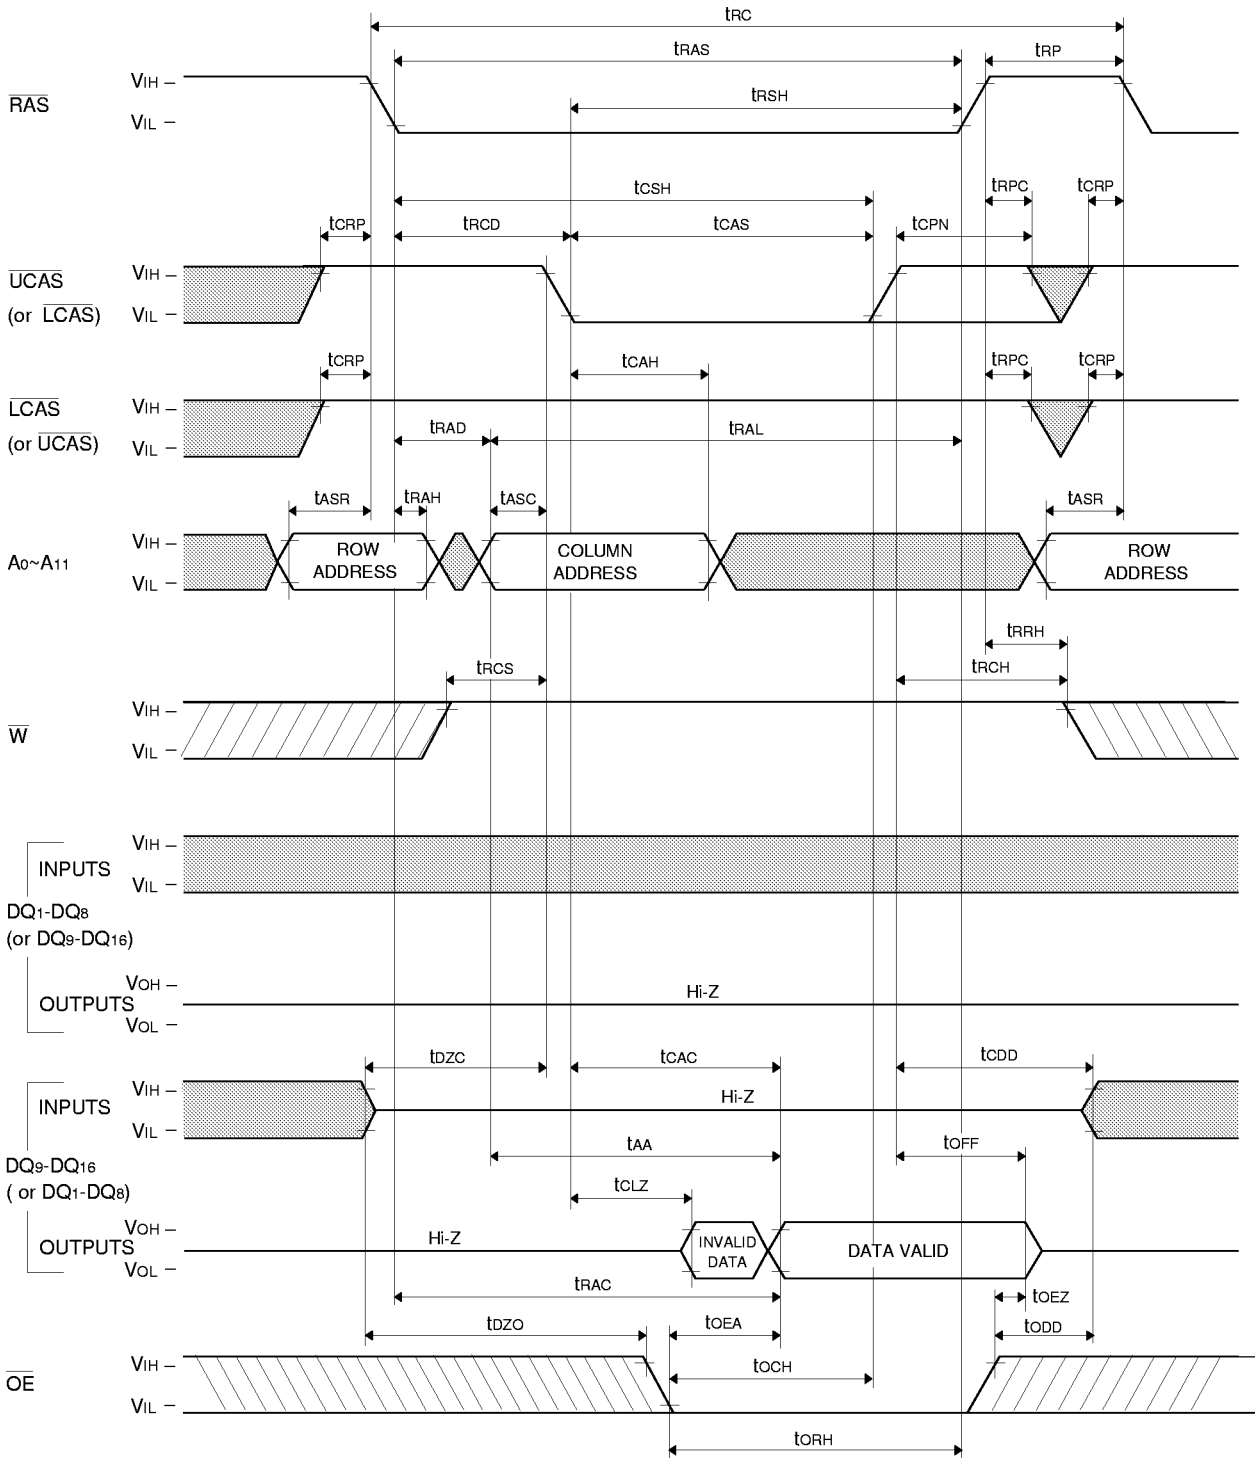 tRC
tRAS
tRP
VIH
RAS
tRSH
VIL
tCSH
tRPC
tCRP
tCRP
tRCD
tCAS
tCPN
UCAS
VIH
(or LCAS)
VIL
tCRP
tCAH
tRPC
tCRP
LCAS
VIH
(or UCAS)
tRAD
tRAL
VIL
tASR
tRAH
tASC
tASR
A0~A11
VIH
ROW
ADDRESS
COLUMN
ADDRESS
ROW
ADDRESS
VIL
tRRH
tRCS
tRCH
VIH
W
VIL
VIH
INPUTS
VIL
DQ1-DQ8
(or DQ9-DQ16)
VOH
OUTPUTS
Hi-Z
VOL
tDZC
tCAC
tCDD
VIH
INPUTS
Hi-Z
VIL
tAA
tOFF
DQ9-DQ16
( or DQ1-DQ8)
tCLZ
VOH
OUTPUTS
Hi-Z
INVALID
DATA
DATA VALID
VOL
tRAC
tOEZ
tDZO
tOEA
tODD
VIH
OE
tOCH
VIL
tORH